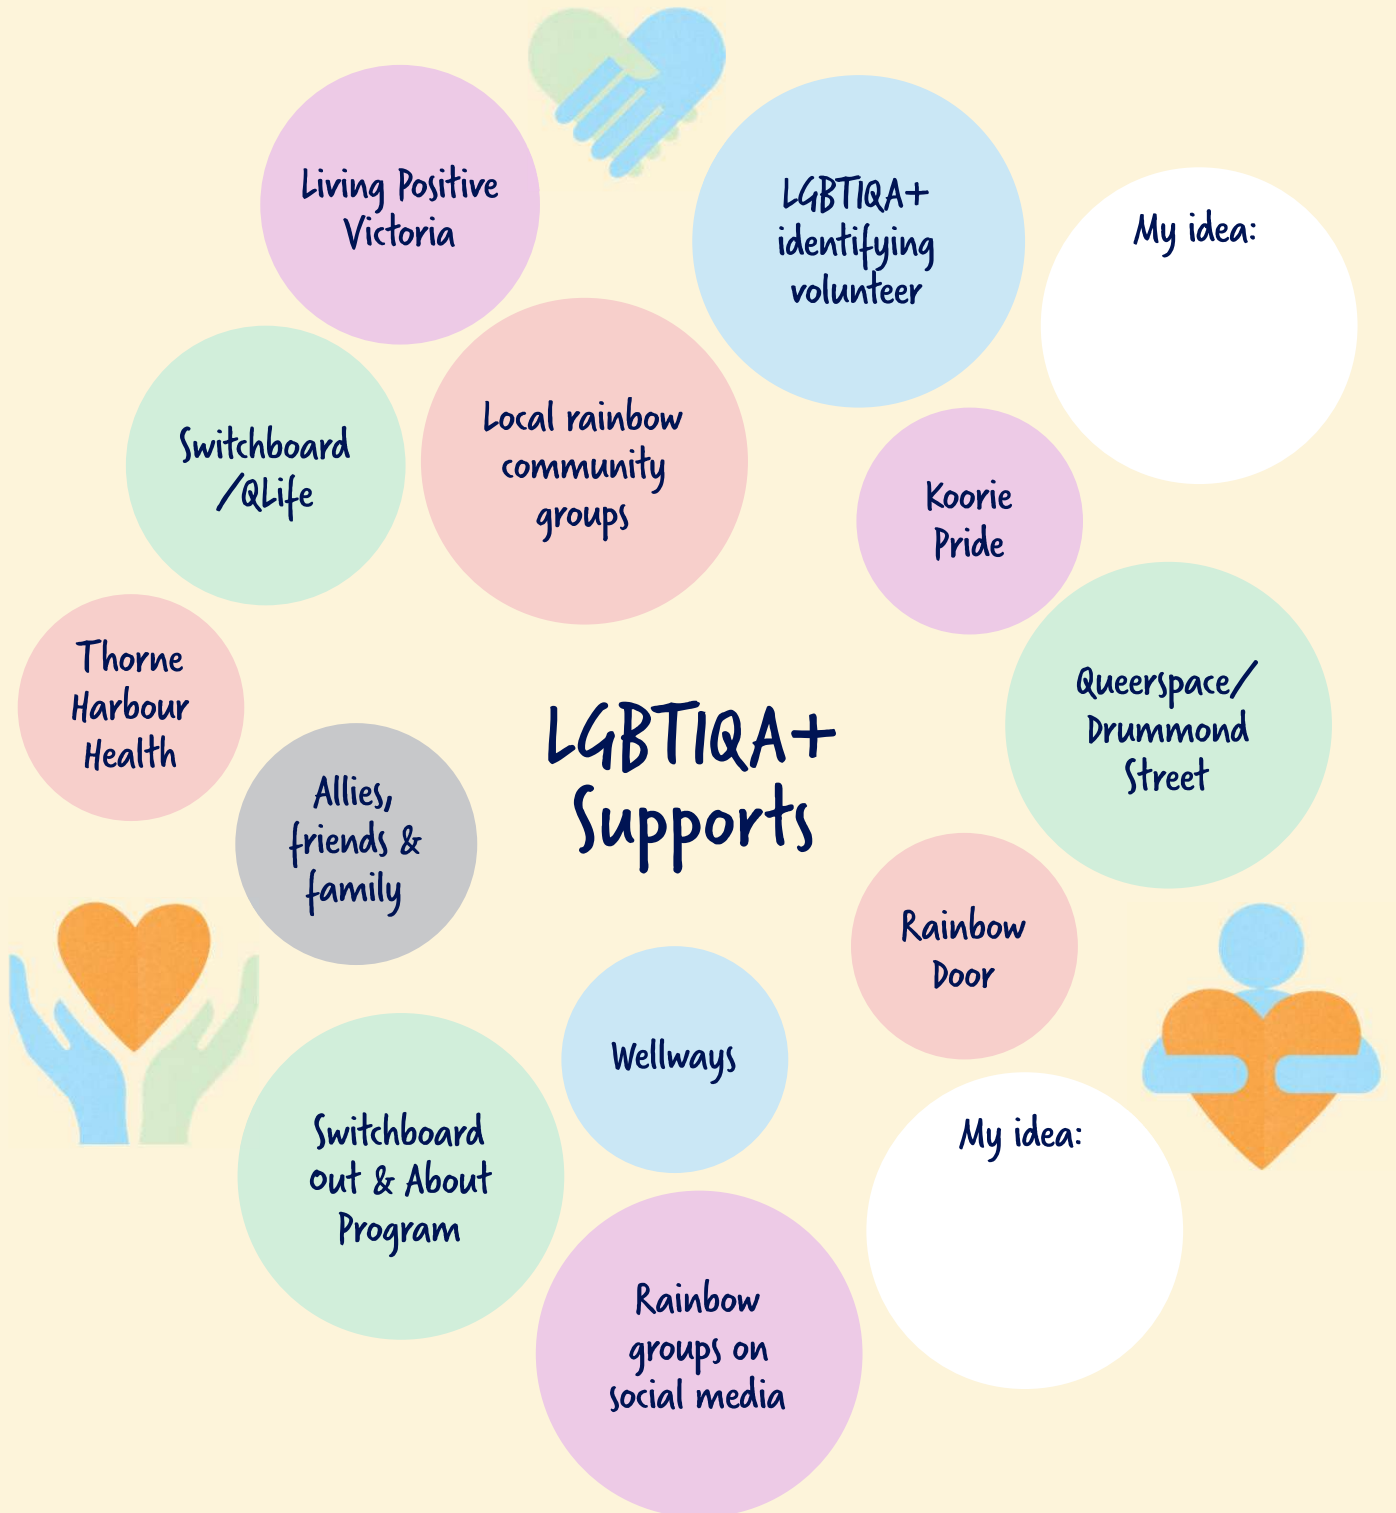 Living Positive
Victoria
LGBTIQA+
identifying
volunteer
My idea:
Switchboard
/QLife
Local rainbow
community
groups
Koorie
Pride
Thorne
Harbour
Health
Queerspace/
Drummond
Street
LGBTIQA+
Supports
Allies,
friends &
family
Rainbow
Door
Wellways
Switchboard
Out & About
Program
My idea:
Rainbow
groups on
social media